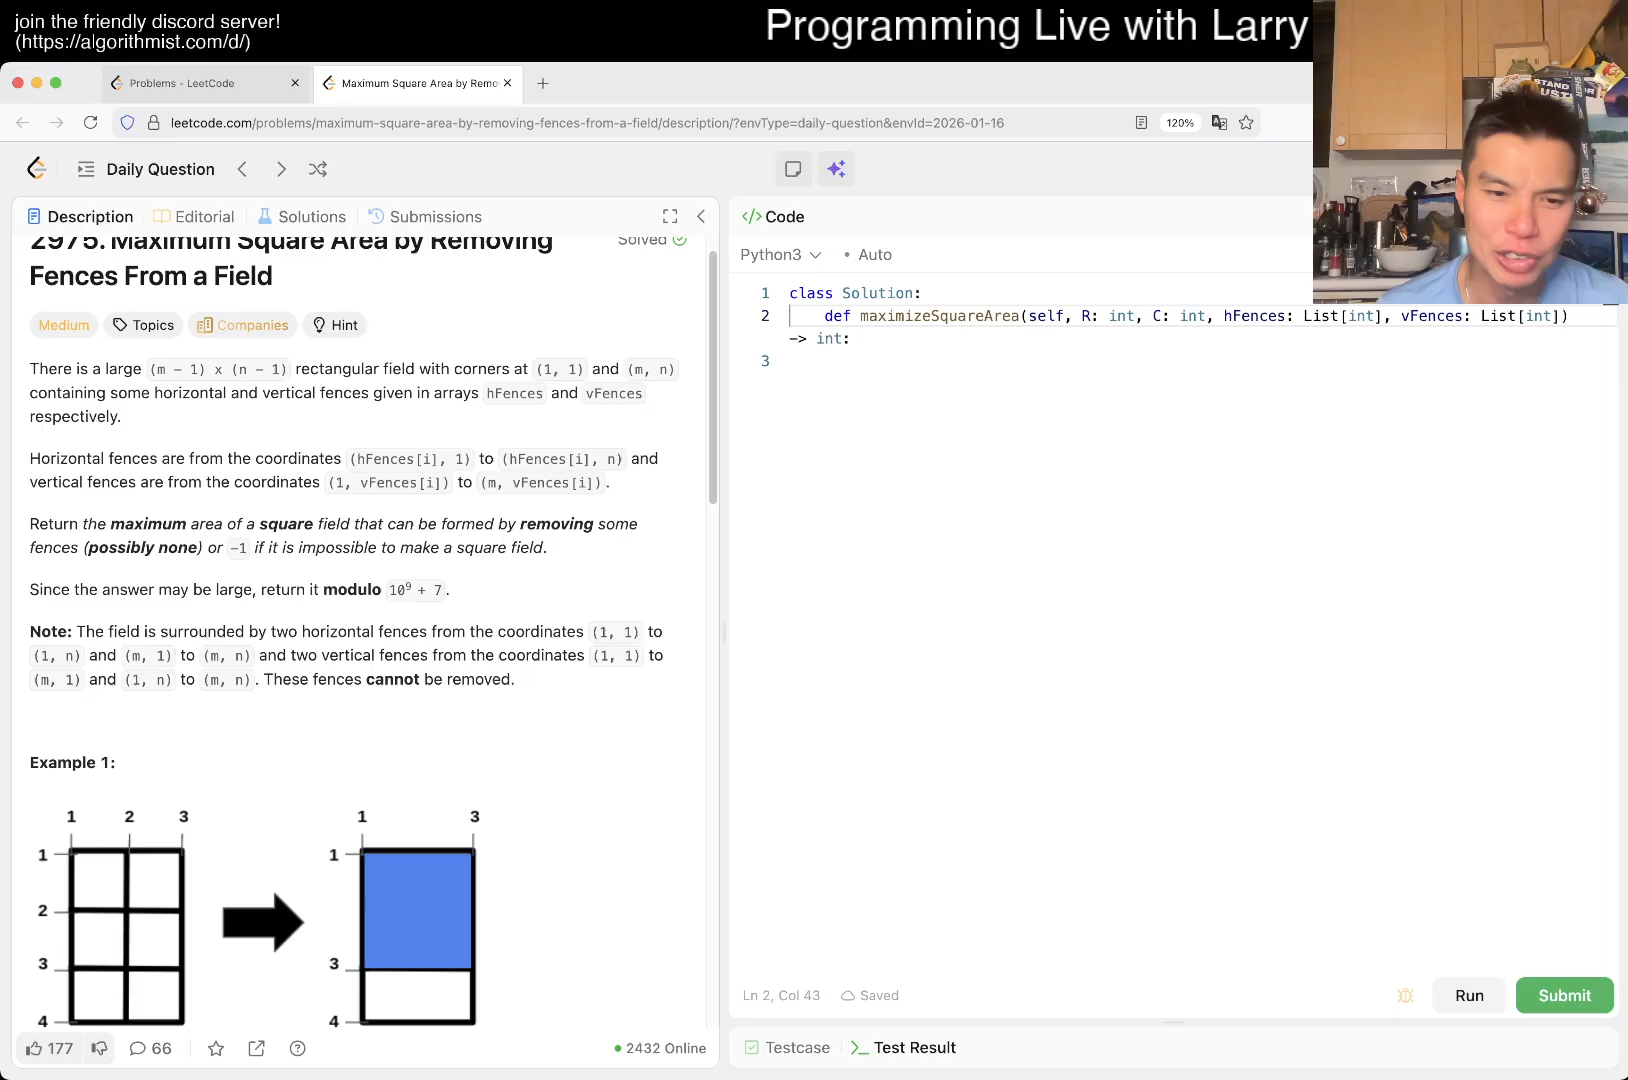 join the friendly discord server!
(https://algorithmist.com/d/)
Programming Live with Larry
Problems - LeetCode
Maximum Square Area by Remo
leetcode.com/problems/maximum-square-area-by-removing-fences-from-a-field/description/?envType=daily-question&envId=2026-01-16
120%
Daily Question
Description
Editorial
Solutions
Submissions
2975. Maximum Square Area by Removing
Fences From a Field
Solved
Medium
Topics
Companies
Hint
There is a large (m - 1) x (n - 1) rectangular field with corners at (1, 1) and (m, n)
containing some horizontal and vertical fences given in arrays hFences and vFences
respectively.
Horizontal fences are from the coordinates (hFences[i], 1) to (hFences[i], n) and
vertical fences are from the coordinates (1, vFences[i]) to (m, vFences[i]).
Return the maximum area of a square field that can be formed by removing some
fences (possibly none) or -1 if it is impossible to make a square field.
Since the answer may be large, return it modulo 10⁹ + 7.
Note: The field is surrounded by two horizontal fences from the coordinates (1, 1) to
(1, n) and (m, 1) to (m, n) and two vertical fences from the coordinates (1, 1) to
(m, 1) and (1, n) to (m, n). These fences cannot be removed.
Example 1:
1 2 3
1
2
3
4
1 3
1
3
4
177
66
2432 Online
</> Code
Python3
• Auto
1 class Solution:
2 def maximizeSquareArea(self, R: int, C: int, hFences: List[int], vFences: List[int])
-> int:
3
Ln 2, Col 43
Saved
Run
Submit
Testcase
Test Result